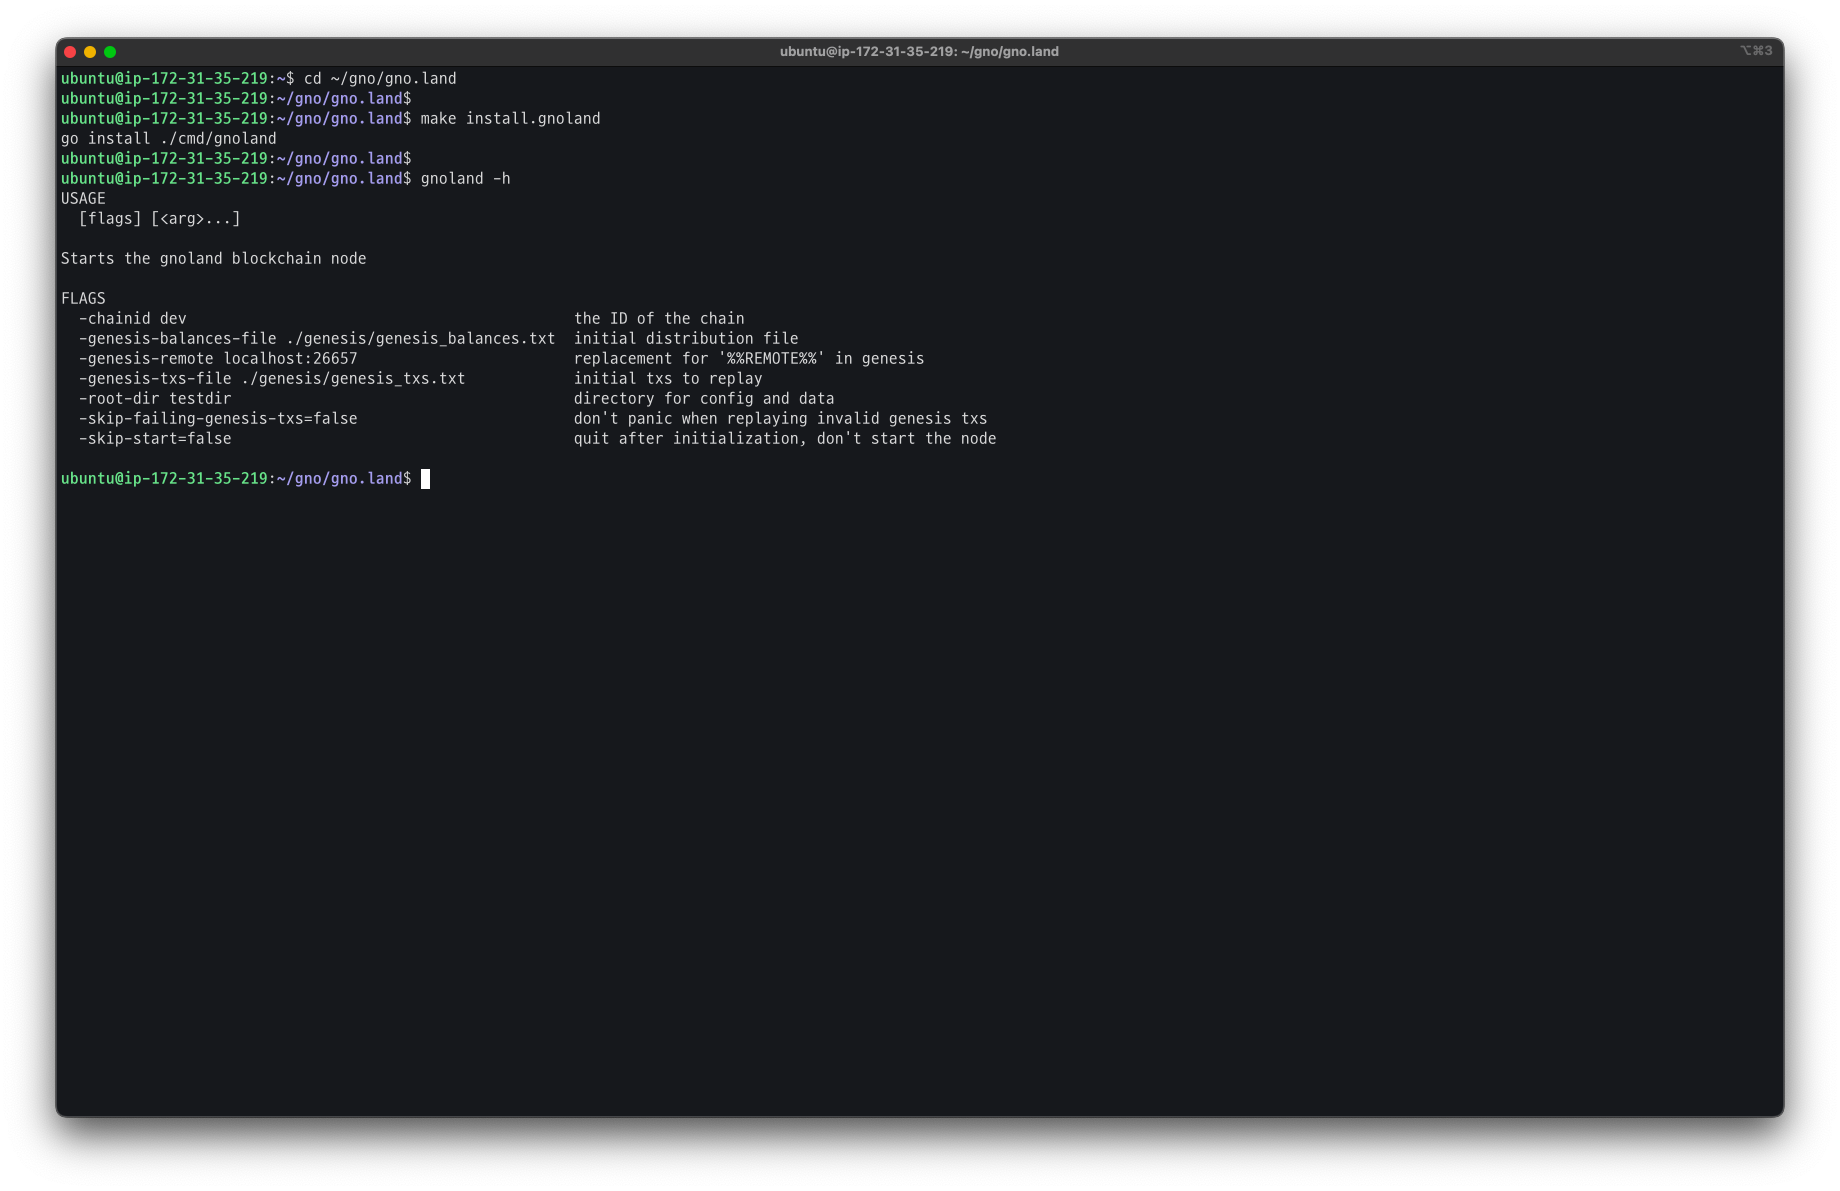 ubuntu@ip-172-31-35-219: ~/gno/gno.land
⌥⌘3
ubuntu@ip-172-31-35-219:~$ cd ~/gno/gno.land
ubuntu@ip-172-31-35-219:~/gno/gno.land$
ubuntu@ip-172-31-35-219:~/gno/gno.land$ make install.gnoland
go install ./cmd/gnoland
ubuntu@ip-172-31-35-219:~/gno/gno.land$
ubuntu@ip-172-31-35-219:~/gno/gno.land$ gnoland -h
USAGE
  [flags] [<arg>...]

Starts the gnoland blockchain node

FLAGS
  -chainid dev                                           the ID of the chain
  -genesis-balances-file ./genesis/genesis_balances.txt  initial distribution file
  -genesis-remote localhost:26657                        replacement for '%%REMOTE%%' in genesis
  -genesis-txs-file ./genesis/genesis_txs.txt            initial txs to replay
  -root-dir testdir                                      directory for config and data
  -skip-failing-genesis-txs=false                        don't panic when replaying invalid genesis txs
  -skip-start=false                                      quit after initialization, don't start the node

ubuntu@ip-172-31-35-219:~/gno/gno.land$